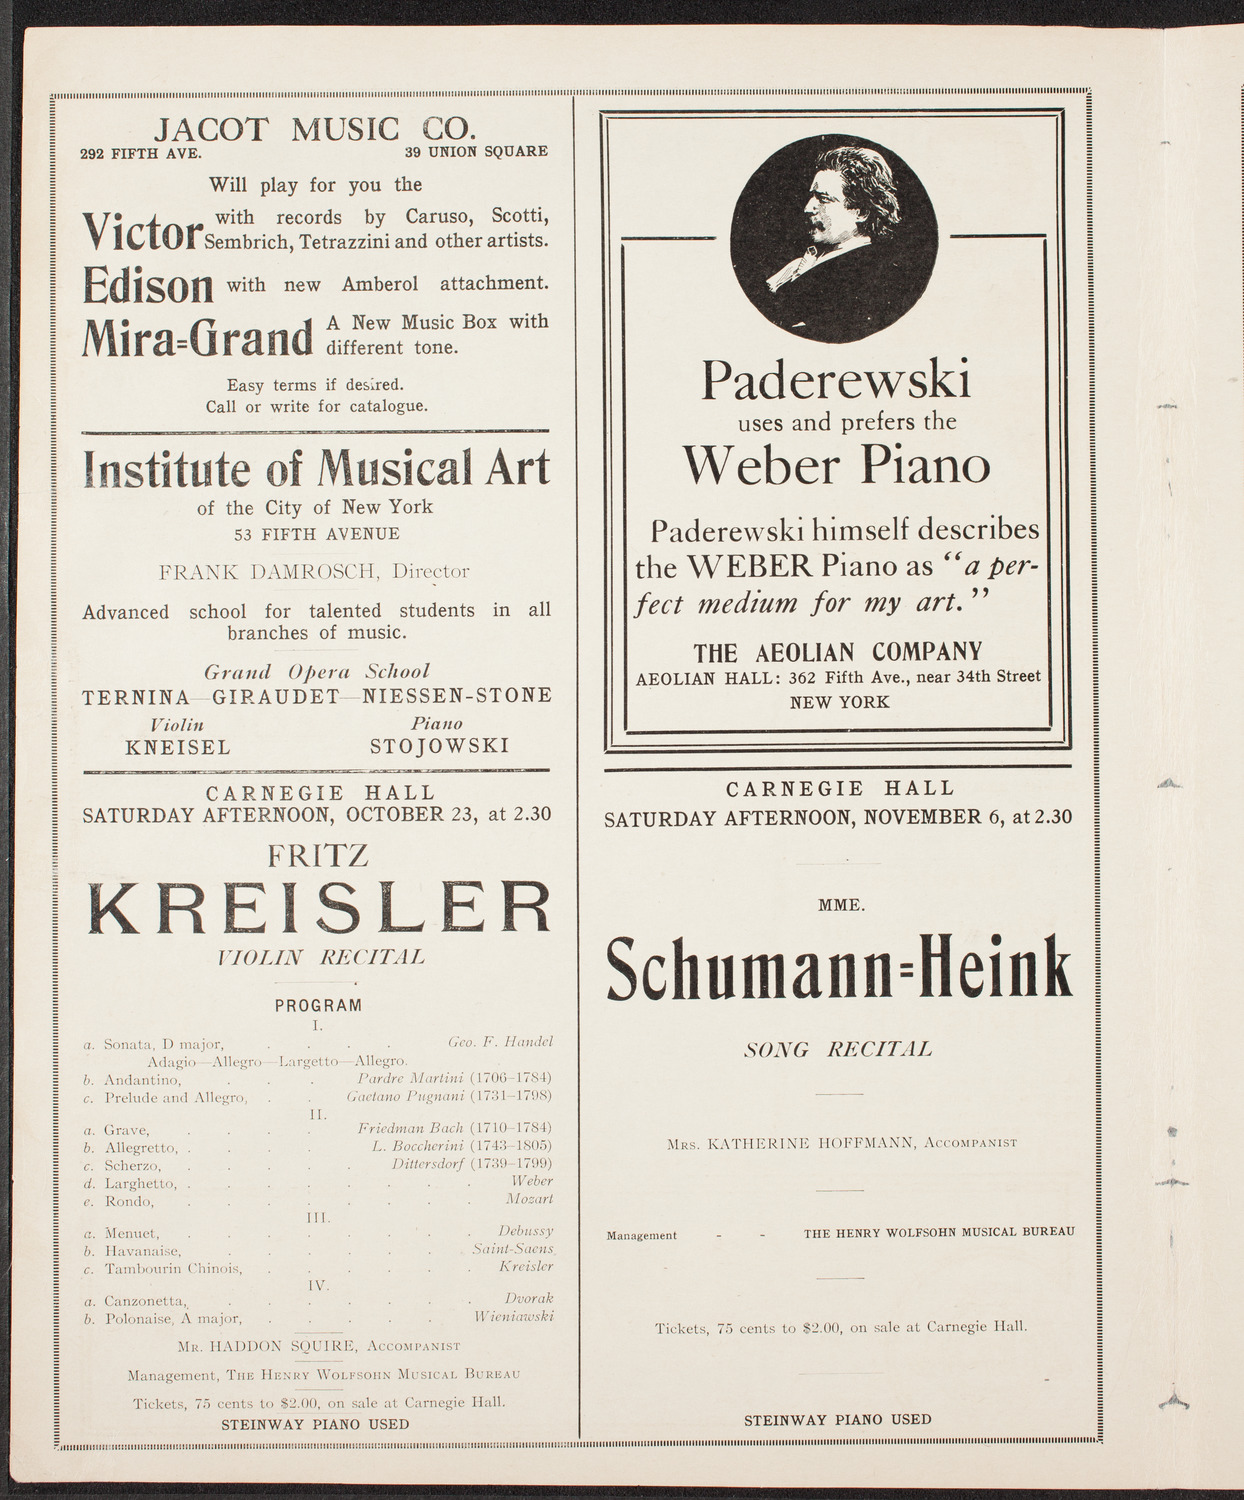 JACOT MUSIC CO.
292 FIFTH AVE. 39 UNION SQUARE
Will play for you the
Victor with records by Caruso, Scotti,
Sembrich, Tetrazzini and other artists.
Edison with new Amberol attachment.
Mira=Grand A New Music Box with
different tone.
Easy terms if desired.
Call or write for catalogue.
Institute of Musical Art
of the City of New York
53 FIFTH AVENUE
FRANK DAMROSCH, Director
Advanced school for talented students in all
branches of music.
Grand Opera School
TERNINA—GIRAUDET—NIESSEN-STONE
Violin Piano
KNEISEL STOJOWSKI
CARNEGIE HALL
SATURDAY AFTERNOON, OCTOBER 23, at 2.30
FRITZ
KREISLER
VIOLIN RECITAL
PROGRAM
I.
a. Sonata, D major, . . . . Geo. F. Handel
Adagio—Allegro—Largetto—Allegro.
b. Andantino, . . . Pardre Martini (1706-1784)
c. Prelude and Allegro, . . Gaetano Pugnani (1731-1798)
II.
a. Grave, . . . . Friedman Bach (1710-1784)
b. Allegretto, . . . . L. Boccherini (1743-1805)
c. Scherzo, . . . . . Dittersdorf (1739-1799)
d. Larghetto, . . . . . . . . Weber
e. Rondo, . . . . . . . . Mozart
III.
a. Menuet, . . . . . . . . Debussy
b. Havanaise, . . . . . . . Saint-Saens
c. Tambourin Chinois, . . . . . . Kreisler
IV.
a. Canzonetta, . . . . . . . Dvorak
b. Polonaise, A major, . . . . . Wieniawski
MR. HADDON SQUIRE, ACCOMPANIST
Management, THE HENRY WOLFSOHN MUSICAL BUREAU
Tickets, 75 cents to $2.00, on sale at Carnegie Hall.
STEINWAY PIANO USED
Paderewski
uses and prefers the
Weber Piano
Paderewski himself describes
the WEBER Piano as "a per-
fect medium for my art."
THE AEOLIAN COMPANY
AEOLIAN HALL: 362 Fifth Ave., near 34th Street
NEW YORK
CARNEGIE HALL
SATURDAY AFTERNOON, NOVEMBER 6, at 2.30
MME.
Schumann=Heink
SONG RECITAL
MRS. KATHERINE HOFFMANN, ACCOMPANIST
Management - - THE HENRY WOLFSOHN MUSICAL BUREAU
Tickets, 75 cents to $2.00, on sale at Carnegie Hall.
STEINWAY PIANO USED